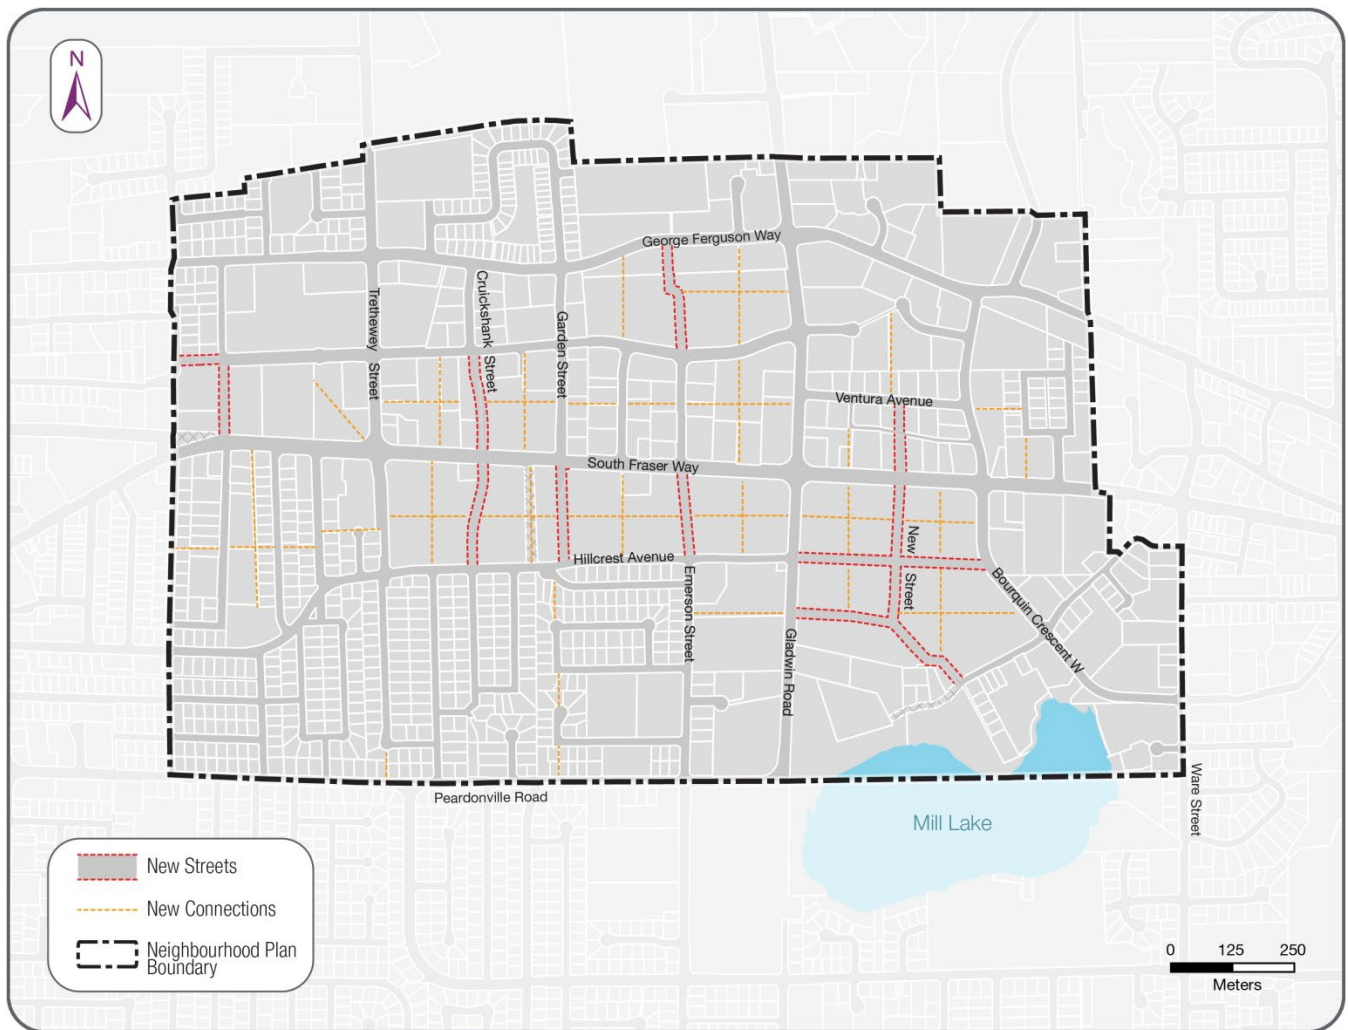 N
George Ferguson Way
Trethewey Street
Cruickshank Street
Garden Street
Ventura Avenue
South Fraser Way
Hillcrest Avenue
New Street
Emerson Street
Bourquin Crescent W
Gladwin Road
Peardonville Road
Ware Street
Mill Lake
New Streets
New Connections
Neighbourhood Plan
Boundary
0 125 250
Meters